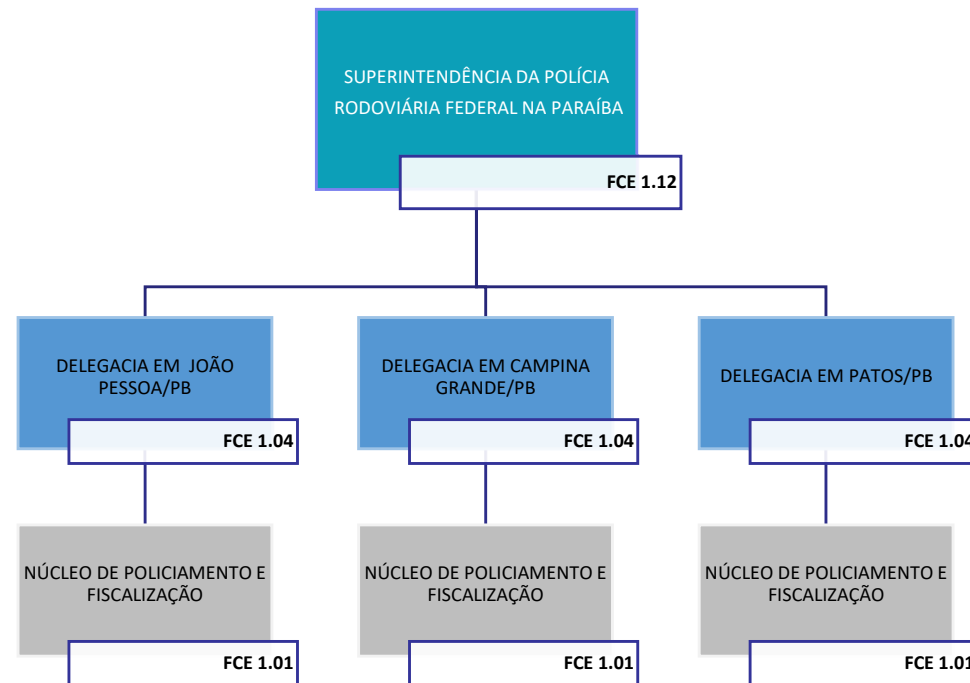 SUPERINTENDÊNCIA DA POLÍCIA
RODOVIÁRIA FEDERAL NA PARAÍBA
FCE 1.12
DELEGACIA EM JOÃO
PESSOA/PB
FCE 1.04
DELEGACIA EM CAMPINA
GRANDE/PB
FCE 1.04
DELEGACIA EM PATOS/PB
FCE 1.04
NÚCLEO DE POLICIAMENTO E
FISCALIZAÇÃO
FCE 1.01
NÚCLEO DE POLICIAMENTO E
FISCALIZAÇÃO
FCE 1.01
NÚCLEO DE POLICIAMENTO E
FISCALIZAÇÃO
FCE 1.01